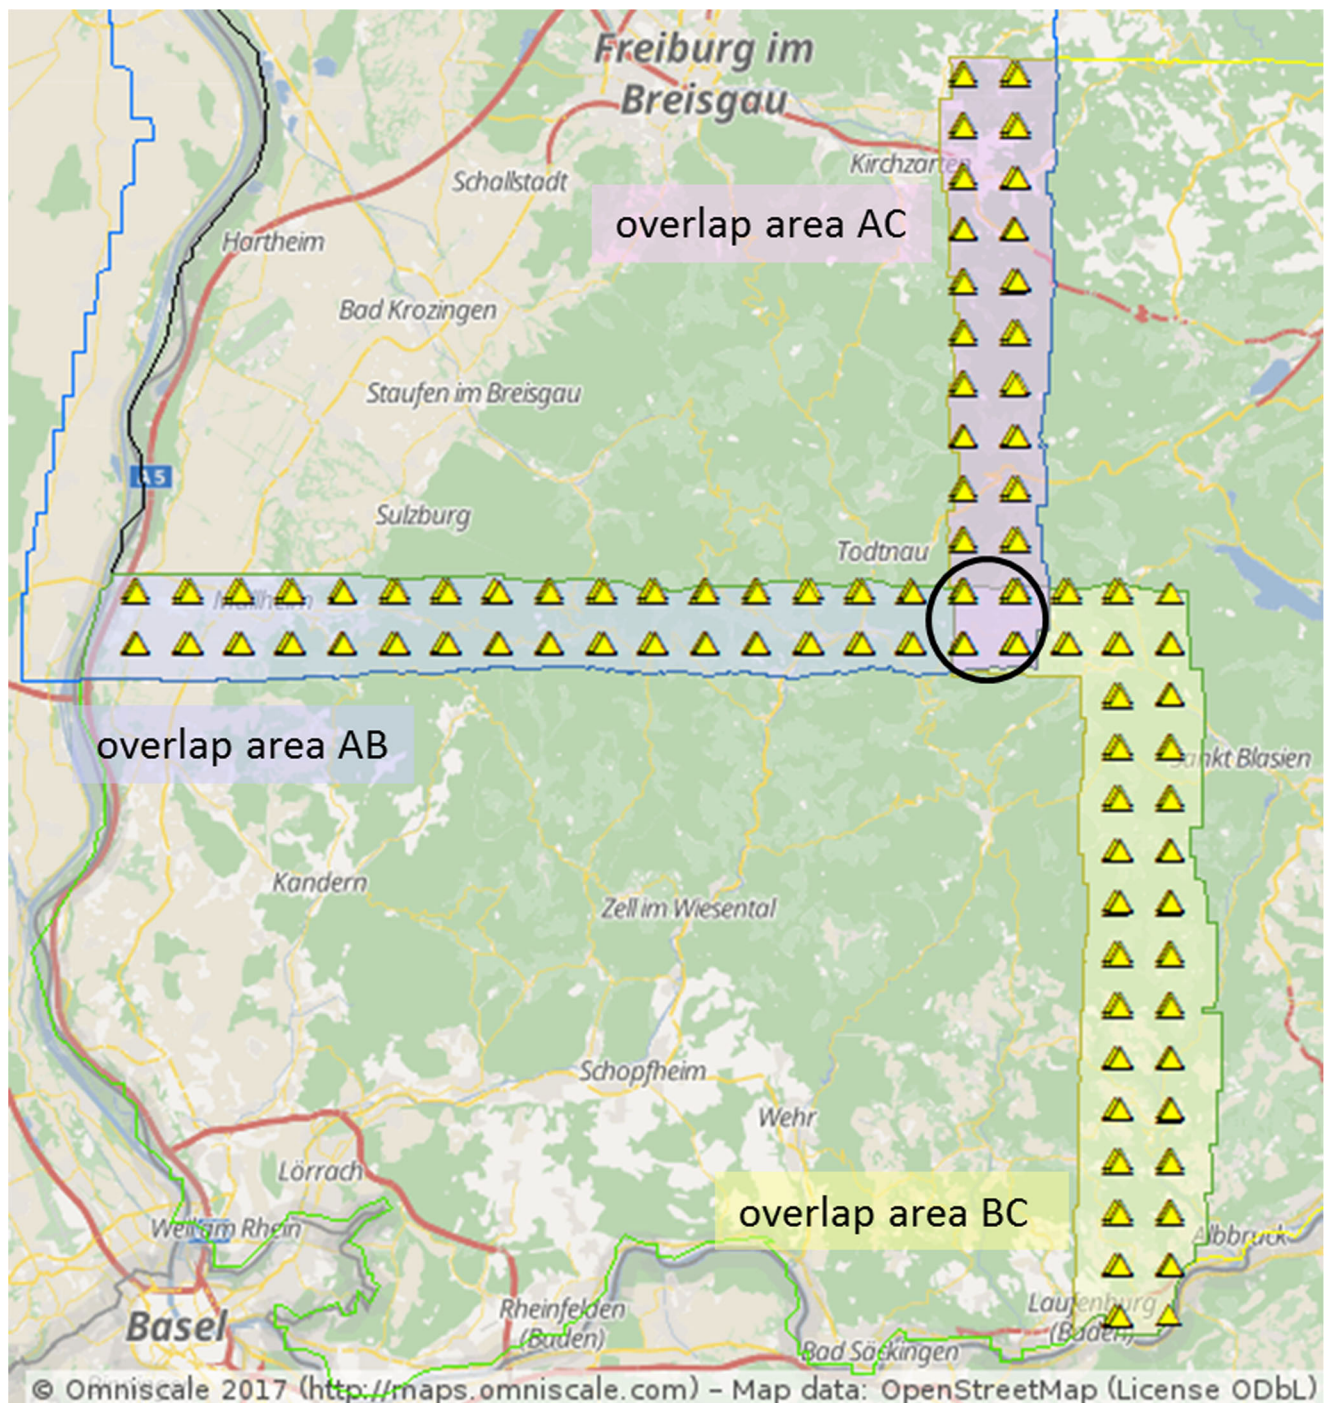 Freiburg im
Breisgau
Kirchzarten
Schallstadt
overlap area AC
Hartheim
Bad Krozingen
Staufen im Breisgau
A 5
Sulzburg
Todtnau
Müllheim
overlap area AB
Sankt Blasien
Kandern
Zell im Wiesental
Schopfheim
Wehr
Lörrach
overlap area BC
Weil am Rhein
Albbruck
Basel
Rheinfelden
(Baden)
Laufenburg
(Baden)
Bad Säckingen
© Omniscale 2017 (http://maps.omniscale.com) – Map data: OpenStreetMap (License ODbL)